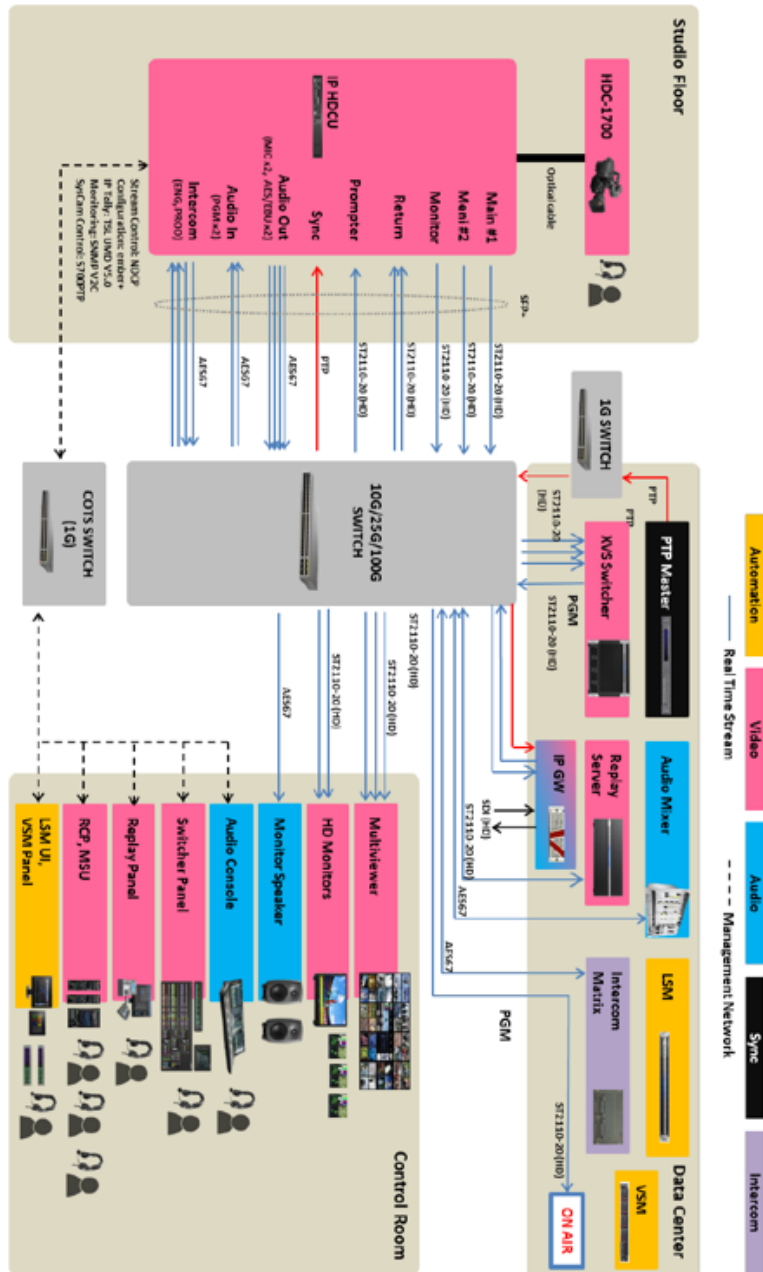 Automation
Video
Audio
Sync
Intercom
Real Time Stream
Management Network
Studio Floor
HDC-1700
Optical cable
IP HDCU
Main #1
Meni #2
Monitor
Return
Prompter
Sync
Audio Out
(MIC x2, AES/EBU x2)
Audio In
(PGM x2)
Intercom
(ENG, PROD)
SFP+
ST2110-20 (HD)
ST2110-20 (HD)
ST2110-20 (HD)
ST2110-20 (HD)
ST2110-20 (HD)
PTP
AES67
AES67
AES67
Stream Control: NDCP
Configuration: ember+
IP Tally: TSL UMD V5.0
Monitoring: SNMP V2C
SysCam Control: S700PTP
1G SWITCH
PTP
PTP
10G/25G/100G
SWITCH
COTS SWITCH
(1G)
Data Center
PTP Master
Audio Mixer
LSM
VSM
XVS Switcher
Replay
Server
Intercom
Matrix
IP GW
ON AIR
ST2110-20
(HD)
PGM
ST2110-20 (HD)
SDI (HD)
ST2110-20 (HD)
AES67
AES67
PGM
ST2110-20 (HD)
ST2110-20 (HD)
ST2110-20 (HD)
ST2110-20 (HD)
AES67
Control Room
Multiviewer
HD Monitors
Monitor Speaker
Audio Console
Switcher Panel
Replay Panel
RCP, MSU
LSM UI,
VSM Panel